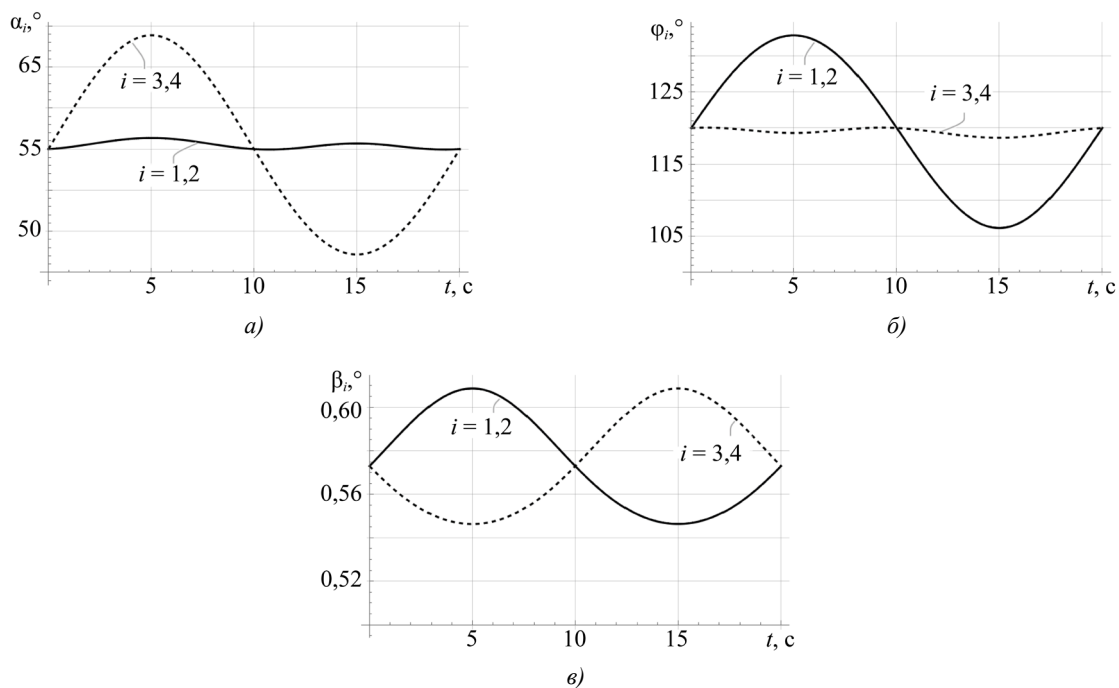 αᵢ,°
65
55
50
i = 3,4
i = 1,2
5
10
15
t, с
а)
φᵢ,°
125
115
105
i = 1,2
i = 3,4
5
10
15
t, с
б)
βᵢ,°
0,60
0,56
0,52
i = 1,2
i = 3,4
5
10
15
t, с
в)